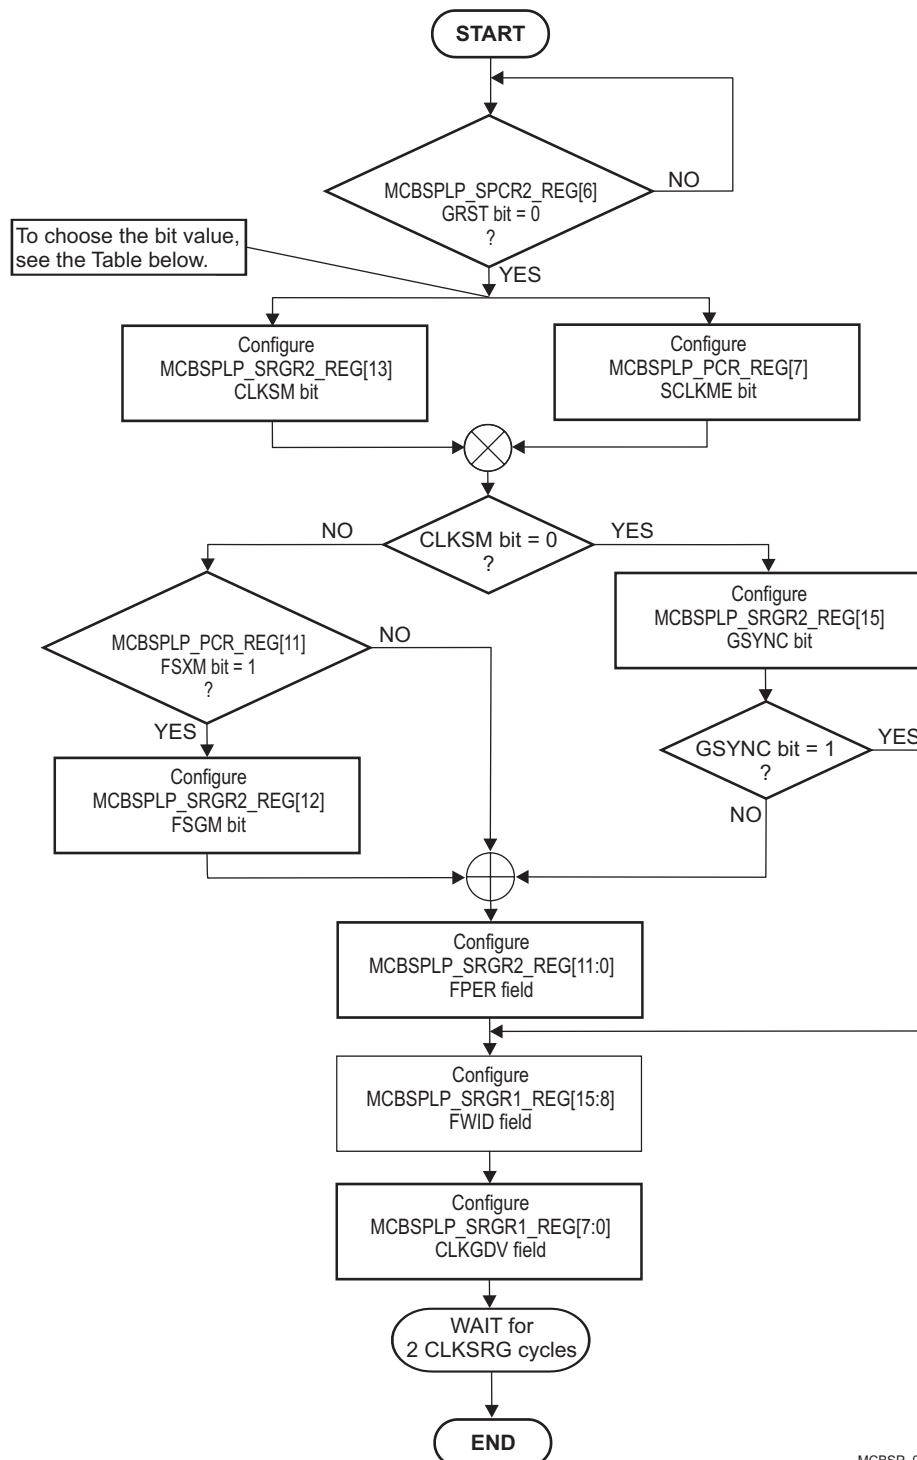 START
MCBSPLP_SPCR2_REG[6]
GRST bit = 0
?
NO
To choose the bit value,
see the Table below.
YES
Configure
MCBSPLP_SRGR2_REG[13]
CLKSM bit
Configure
MCBSPLP_PCR_REG[7]
SCLKME bit
NO
CLKSM bit = 0
?
YES
Configure
MCBSPLP_SRGR2_REG[15]
GSYNC bit
MCBSPLP_PCR_REG[11]
FSXM bit = 1
?
NO
YES
GSYNC bit = 1
?
YES
NO
Configure
MCBSPLP_SRGR2_REG[12]
FSGM bit
Configure
MCBSPLP_SRGR2_REG[11:0]
FPER field
Configure
MCBSPLP_SRGR1_REG[15:8]
FWID field
Configure
MCBSPLP_SRGR1_REG[7:0]
CLKGDV field
WAIT for
2 CLKSRG cycles
END